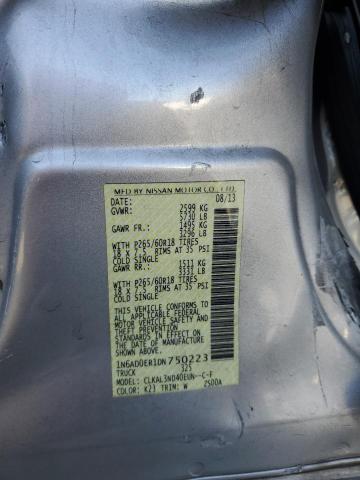 MFD BY NISSAN MOTOR CO., LTD.
DATE: 08/13
GVWR: 2599 KG
5730 LB
GAWR FR.: 1495 KG
3296 LB
WITH P265/60R18 TIRES
18 X 7.5 RIMS AT 35 PSI
COLD SINGLE
GAWR RR.: 1511 KG
3331 LB
WITH P265/60R18 TIRES
18 X 7.5 RIMS AT 35 PSI
COLD SINGLE
THIS VEHICLE CONFORMS TO
ALL APPLICABLE FEDERAL
MOTOR VEHICLE SAFETY
STANDARDS IN EFFECT ON THE
DATE OF MANUFACTURE SHOWN
ABOVE.
1N6AD0ER1DN750223
TRUCK 325
MODEL: CLKAL3ND40EUN--C-F
COLOR: K23 TRIM: W 2500A